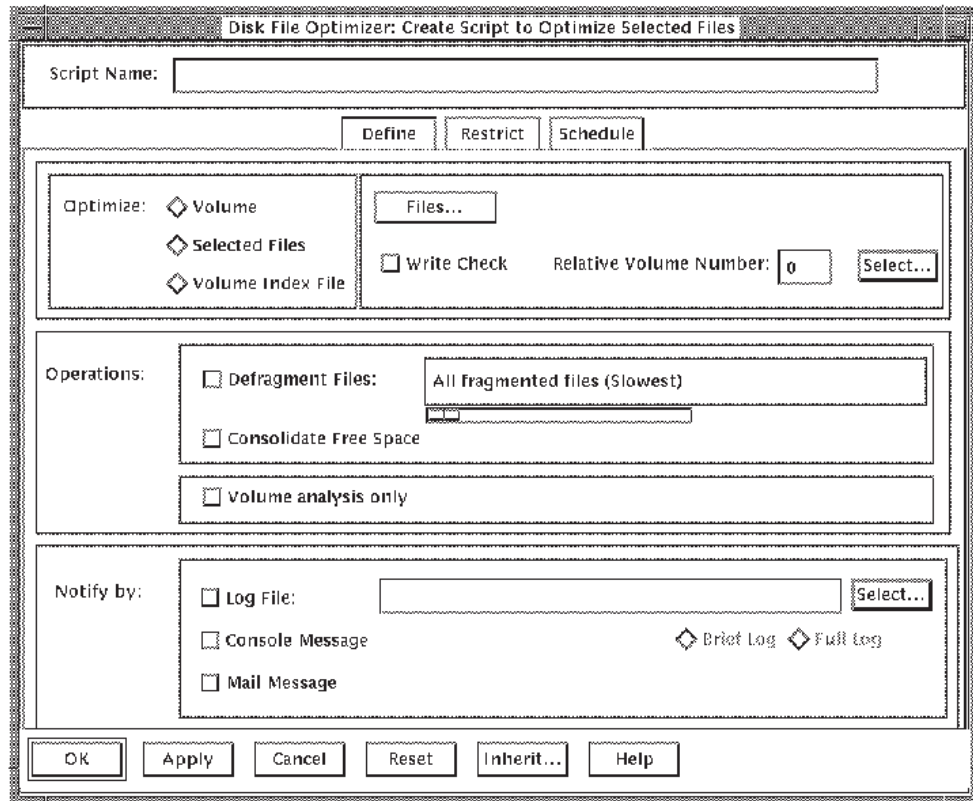 Disk File Optimizer: Create Script to Optimize Selected Files
Script Name:
Define Restrict Schedule
Optimize: Volume Files...
Selected Files
Write Check Relative Volume Number: 0 Select...
Volume Index File
Operations: Defragment Files: All fragmented files (Slowest)
Consolidate Free Space
Volume analysis only
Notify by: Log File: Select...
Console Message Brief Log Full Log
Mail Message
OK Apply Cancel Reset Inherit... Help